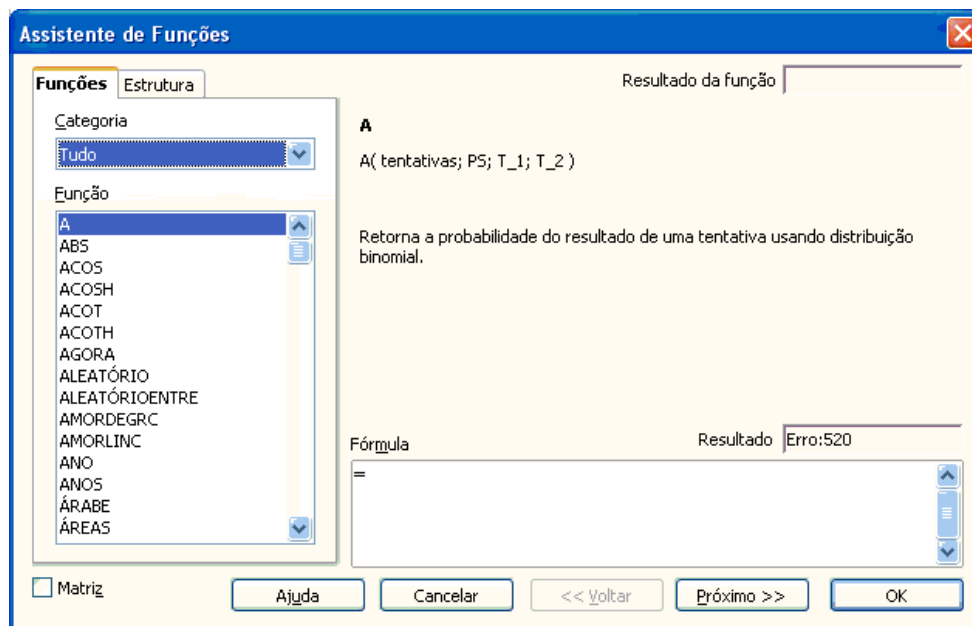 Assistente de Funções
Funções
Estrutura
Resultado da função
Categoria
Tudo
Função
A
ABS
ACOS
ACOSH
ACOT
ACOTH
AGORA
ALEATÓRIO
ALEATÓRIOENTRE
AMORDEGRC
AMORLINC
ANO
ANOS
ÁRABE
ÁREAS
A
A( tentativas; PS; T_1; T_2 )
Retorna a probabilidade do resultado de uma tentativa usando distribuição
binomial.
Fórmula
Resultado
Erro:520
=
Matriz
Ajuda
Cancelar
<< Voltar
Próximo >>
OK